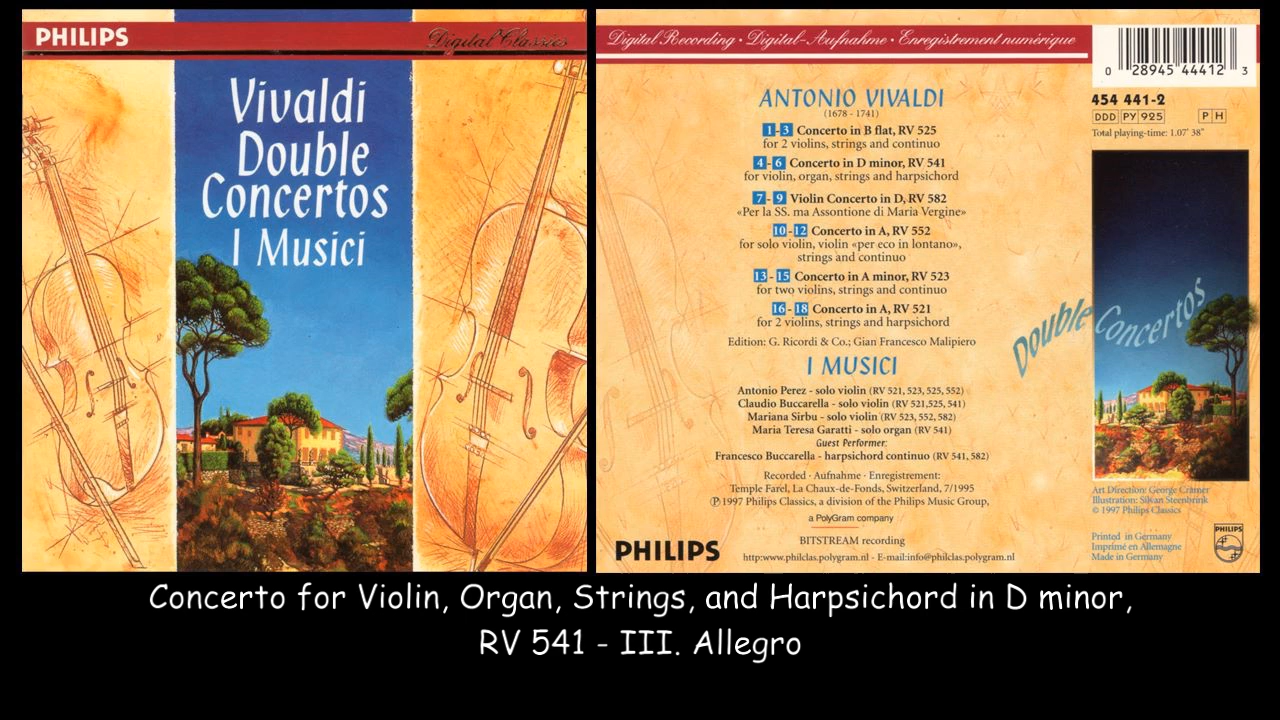 PHILIPS
Digital Classics
Vivaldi
Double
Concertos
I Musici
Digital Recording · Digital-Aufnahme · Enregistrement numérique
0 28945 44412 3
454 441-2
DDD PY 925 P H
Total playing-time: 1.07' 38"
ANTONIO VIVALDI
(1678 - 1741)
1-3 Concerto in B flat, RV 525
for 2 violins, strings and continuo
4-6 Concerto in D minor, RV 541
for violin, organ, strings and harpsichord
7-9 Violin Concerto in D, RV 582
«Per la SS. ma Assontione di Maria Vergine»
10-12 Concerto in A, RV 552
for solo violin, violin «per eco in lontano»,
strings and continuo
13-15 Concerto in A minor, RV 523
for two violins, strings and continuo
16-18 Concerto in A, RV 521
for 2 violins, strings and harpsichord
Edition: G. Ricordi & Co.; Gian Francesco Malipiero
I MUSICI
Antonio Perez - solo violin (RV 521, 523, 525, 552)
Claudio Buccarella - solo violin (RV 521,525, 541)
Mariana Sirbu - solo violin (RV 523, 552, 582)
Maria Teresa Garatti - solo organ (RV 541)
Guest Performer:
Francesco Buccarella - harpsichord continuo (RV 541, 582)
Recorded · Aufnahme · Enregistrement:
Temple Farel, La Chaux-de-Fonds, Switzerland, 7/1995
Ⓟ 1997 Philips Classics, a division of the Philips Music Group,
a PolyGram company
BITSTREAM recording
http:www.philclas.polygram.nl - E-mail:info@philclas.polygram.nl
PHILIPS
Double Concertos
Art Direction: George Cramer
Illustration: Silvan Steenbrink
© 1997 Philips Classics
Printed in Germany
Imprimé en Allemagne
Made in Germany
PHILIPS
Concerto for Violin, Organ, Strings, and Harpsichord in D minor,
RV 541 - III. Allegro